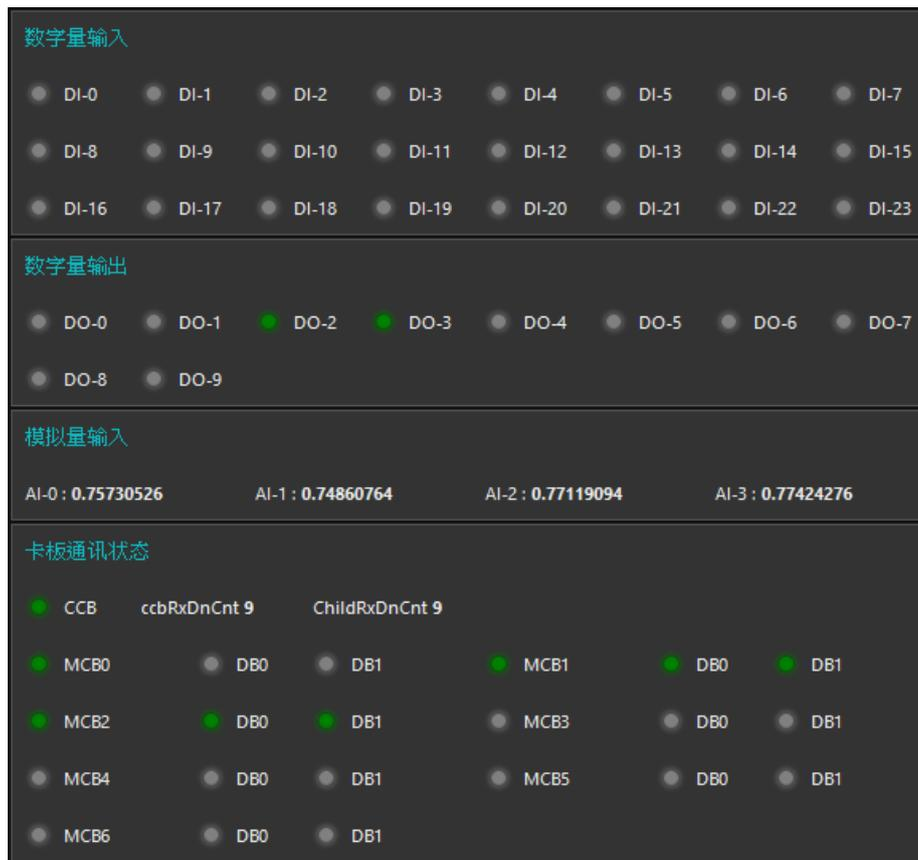 数字量输入
DI-0 DI-1 DI-2 DI-3 DI-4 DI-5 DI-6 DI-7
DI-8 DI-9 DI-10 DI-11 DI-12 DI-13 DI-14 DI-15
DI-16 DI-17 DI-18 DI-19 DI-20 DI-21 DI-22 DI-23
数字量输出
DO-0 DO-1 DO-2 DO-3 DO-4 DO-5 DO-6 DO-7
DO-8 DO-9
模拟量输入
AI-0 : 0.75730526 AI-1 : 0.74860764 AI-2 : 0.77119094 AI-3 : 0.77424276
卡板通讯状态
CCB ccbRxDnCnt 9 ChildRxDnCnt 9
MCB0 DB0 DB1 MCB1 DB0 DB1
MCB2 DB0 DB1 MCB3 DB0 DB1
MCB4 DB0 DB1 MCB5 DB0 DB1
MCB6 DB0 DB1